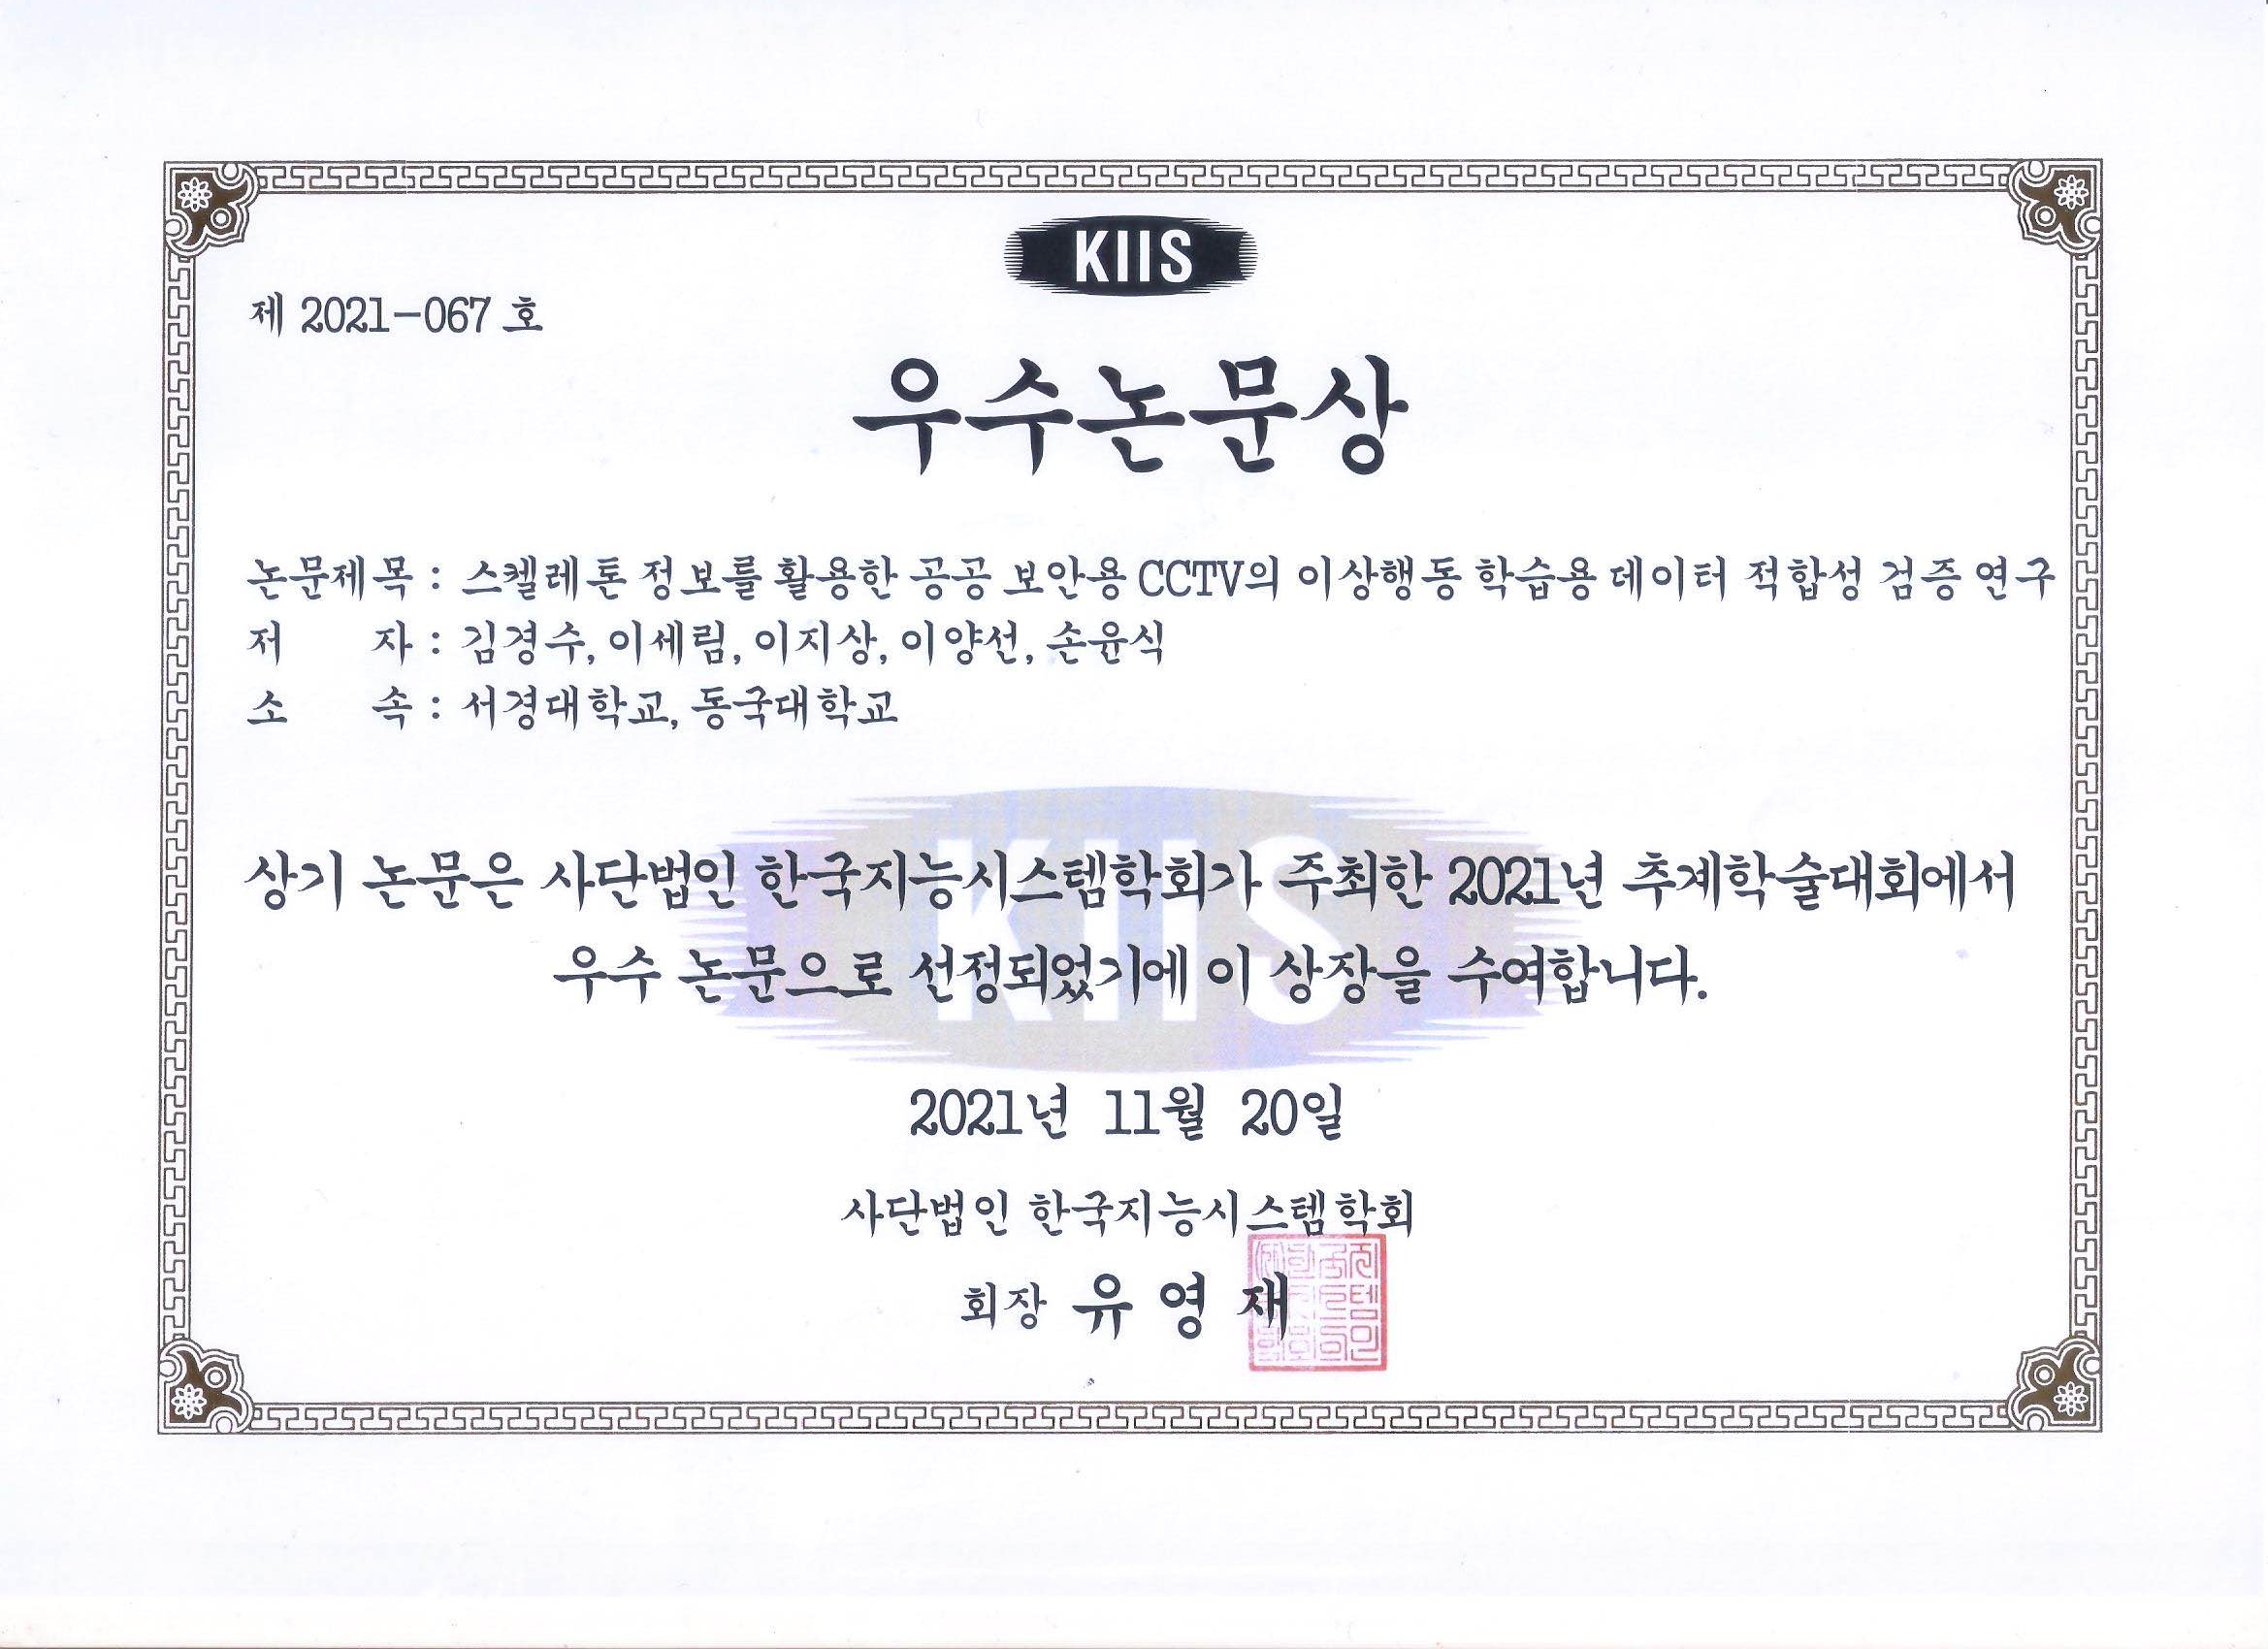 KIIS
제 2021-067 호
우수논문상
논문제목 : 스켈레톤 정보를 활용한 공공 보안용 CCTV의 이상행동 학습용 데이터 적합성 검증 연구
저 자 : 김경수, 이세림, 이지상, 이양선, 손윤식
소 속 : 서경대학교, 동국대학교
KIIS
상기 논문은 사단법인 한국지능시스템학회가 주최한 2021년 추계학술대회에서
우수 논문으로 선정되었기에 이 상장을 수여합니다.
2021년 11월 20일
사단법인 한국지능시스템학회
회장 유 영 재